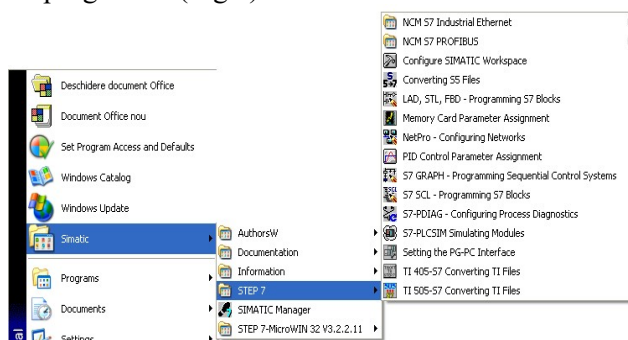 Deschidere document Office
Document Office nou
Set Program Access and Defaults
Windows Catalog
Windows Update
Simatic
Programs
Documents
Settings
AuthorsW
Documentation
Information
STEP 7
SIMATIC Manager
STEP 7-MicroWIN 32 V3.2.2.11
NCM S7 Industrial Ethernet
NCM S7 PROFIBUS
Configure SIMATIC Workspace
Converting S5 Files
LAD, STL, FBD - Programming S7 Blocks
Memory Card Parameter Assignment
NetPro - Configuring Networks
PID Control Parameter Assignment
S7 GRAPH - Programming Sequential Control Systems
S7 SCL - Programming S7 Blocks
S7-PDIAG - Configuring Process Diagnostics
S7-PLCSIM Simulating Modules
Setting the PG-PC Interface
TI 405-S7 Converting TI Files
TI 505-S7 Converting TI Files